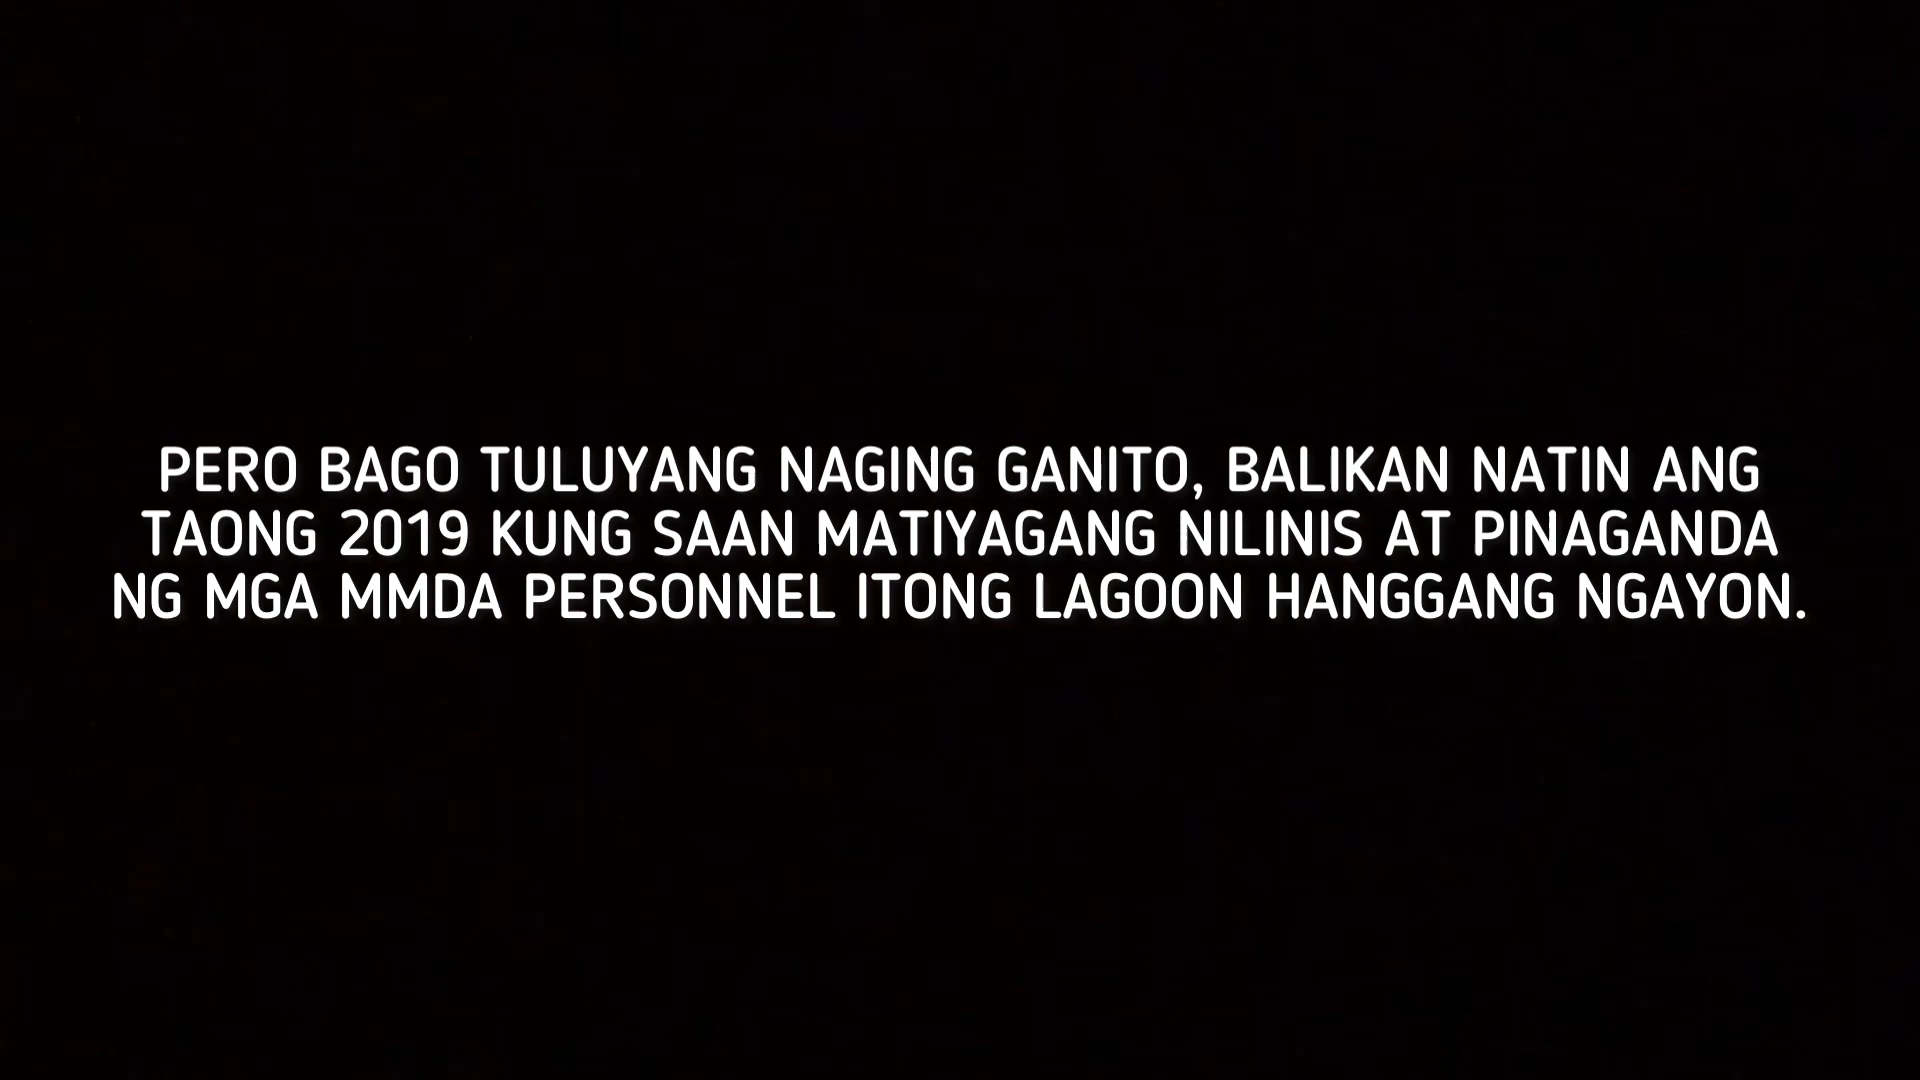 PERO BAGO TULUYANG NAGING GANITO, BALIKAN NATIN ANG
TAONG 2019 KUNG SAAN MATIYAGANG NILINIS AT PINAGANDA
NG MGA MMDA PERSONNEL ITONG LAGOON HANGGANG NGAYON.